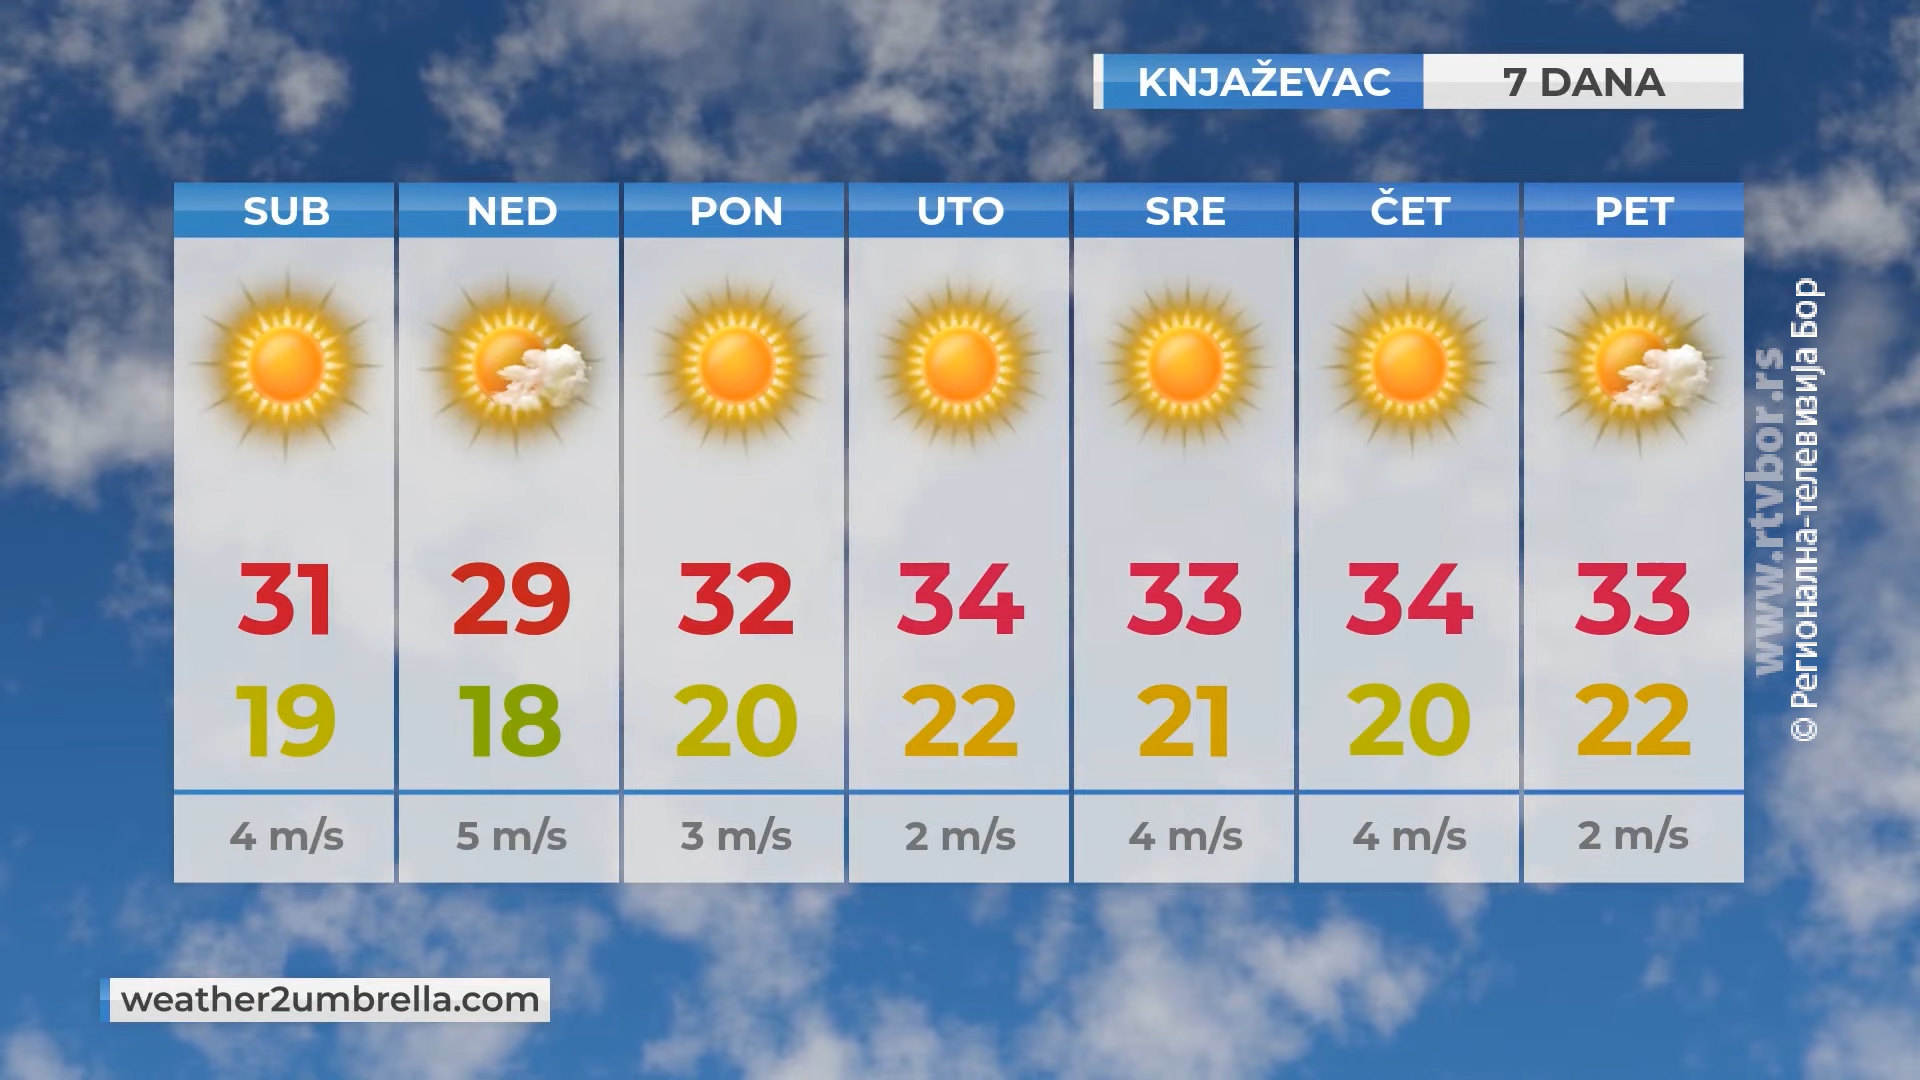 KNJAŽEVAC 7 DANA
SUB NED PON UTO SRE ČET PET
31 29 32 34 33 34 33
19 18 20 22 21 20 22
4 m/s 5 m/s 3 m/s 2 m/s 4 m/s 4 m/s 2 m/s
www.rtvbor.rs
© Регионална-телевизија Бор
weather2umbrella.com